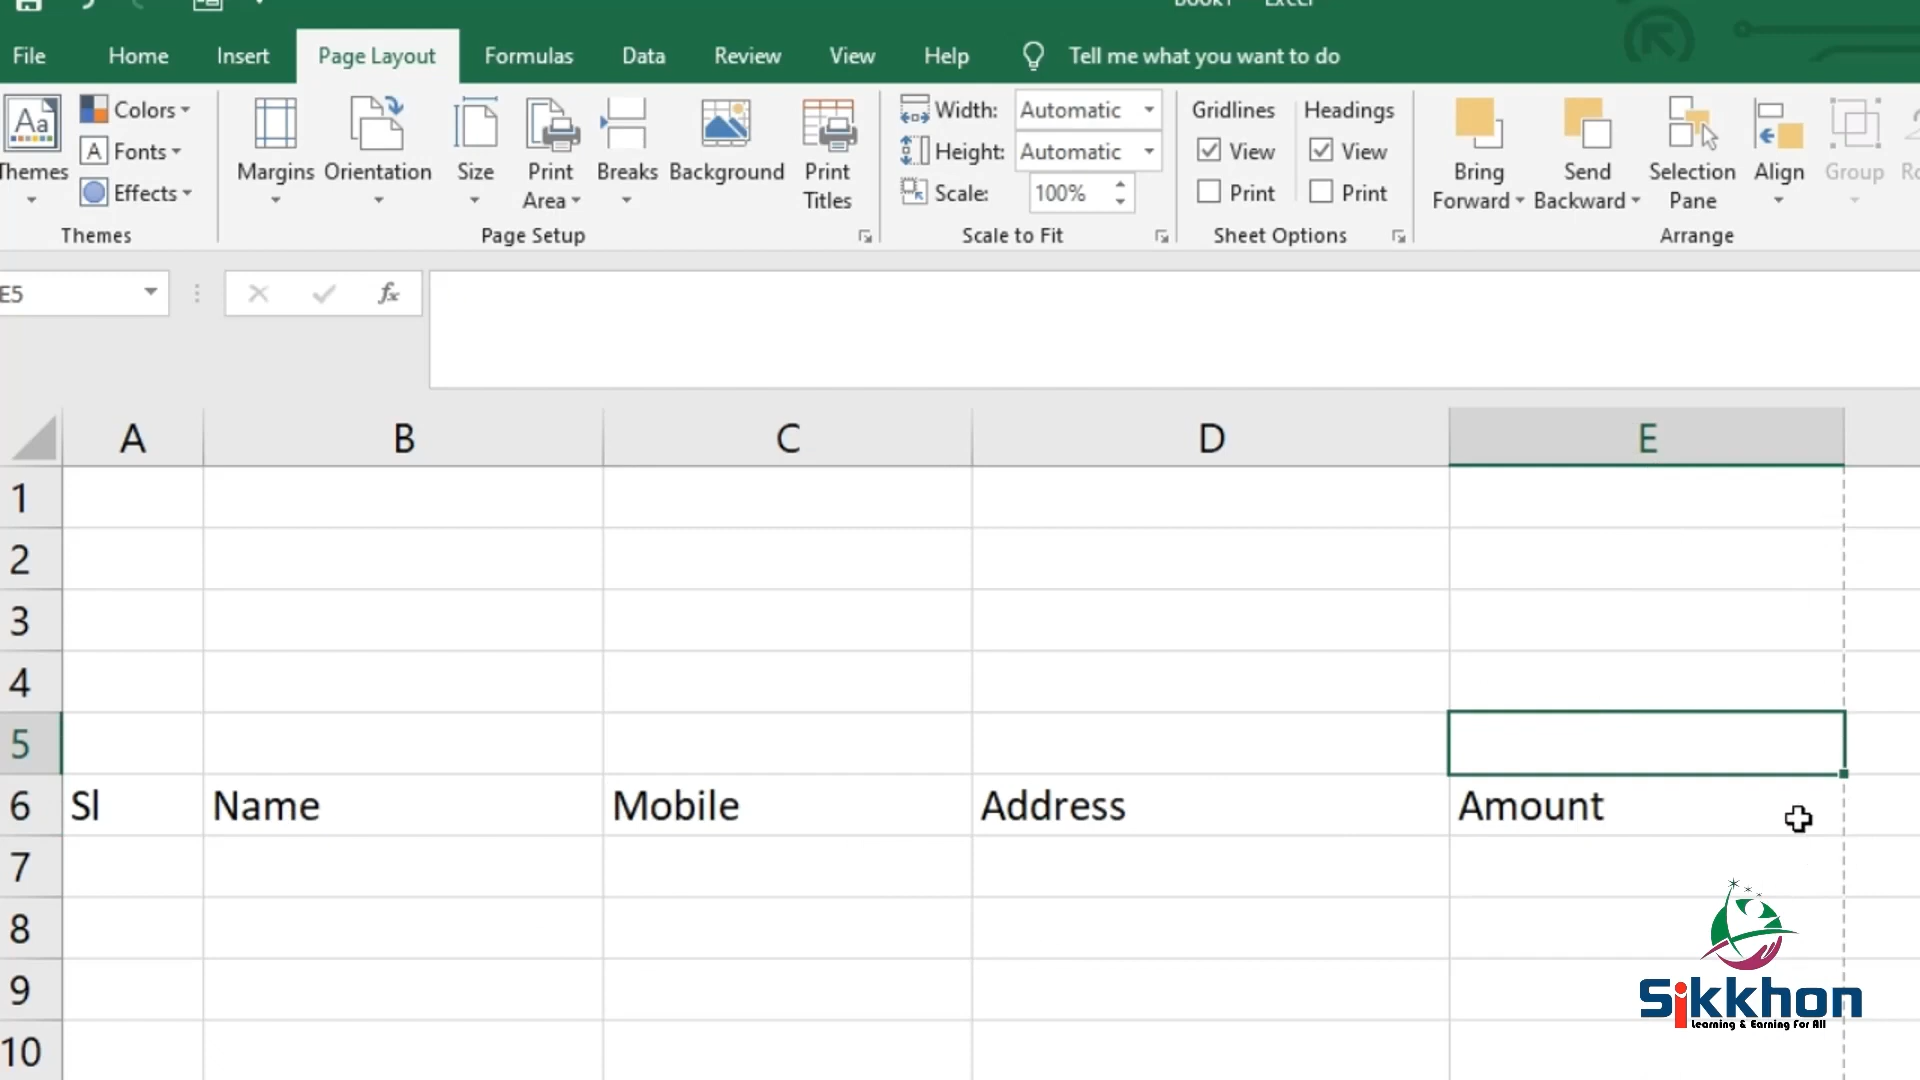 Book1 Excel
File Home Insert Page Layout Formulas Data Review View Help Tell me what you want to do
Themes
Colors
Fonts
Effects
Themes
Margins
Orientation
Size
Print Area
Breaks
Background
Print Titles
Page Setup
Width: Automatic
Height: Automatic
Scale: 100%
Scale to Fit
Gridlines Headings
View View
Print Print
Sheet Options
Bring Forward
Send Backward
Selection Pane
Align
Group
Arrange
E5
fx
A B C D E
1
2
3
4
5
6 Sl Name Mobile Address Amount
7
8
9
10
Sikkhon
Learning & Earning For All